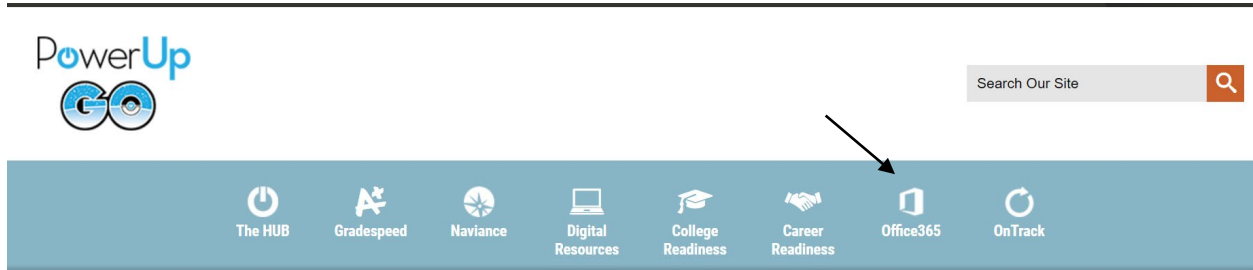 PowerUp
GO
Search Our Site
The HUB
Gradespeed
Naviance
Digital
Resources
College
Readiness
Career
Readiness
Office365
OnTrack